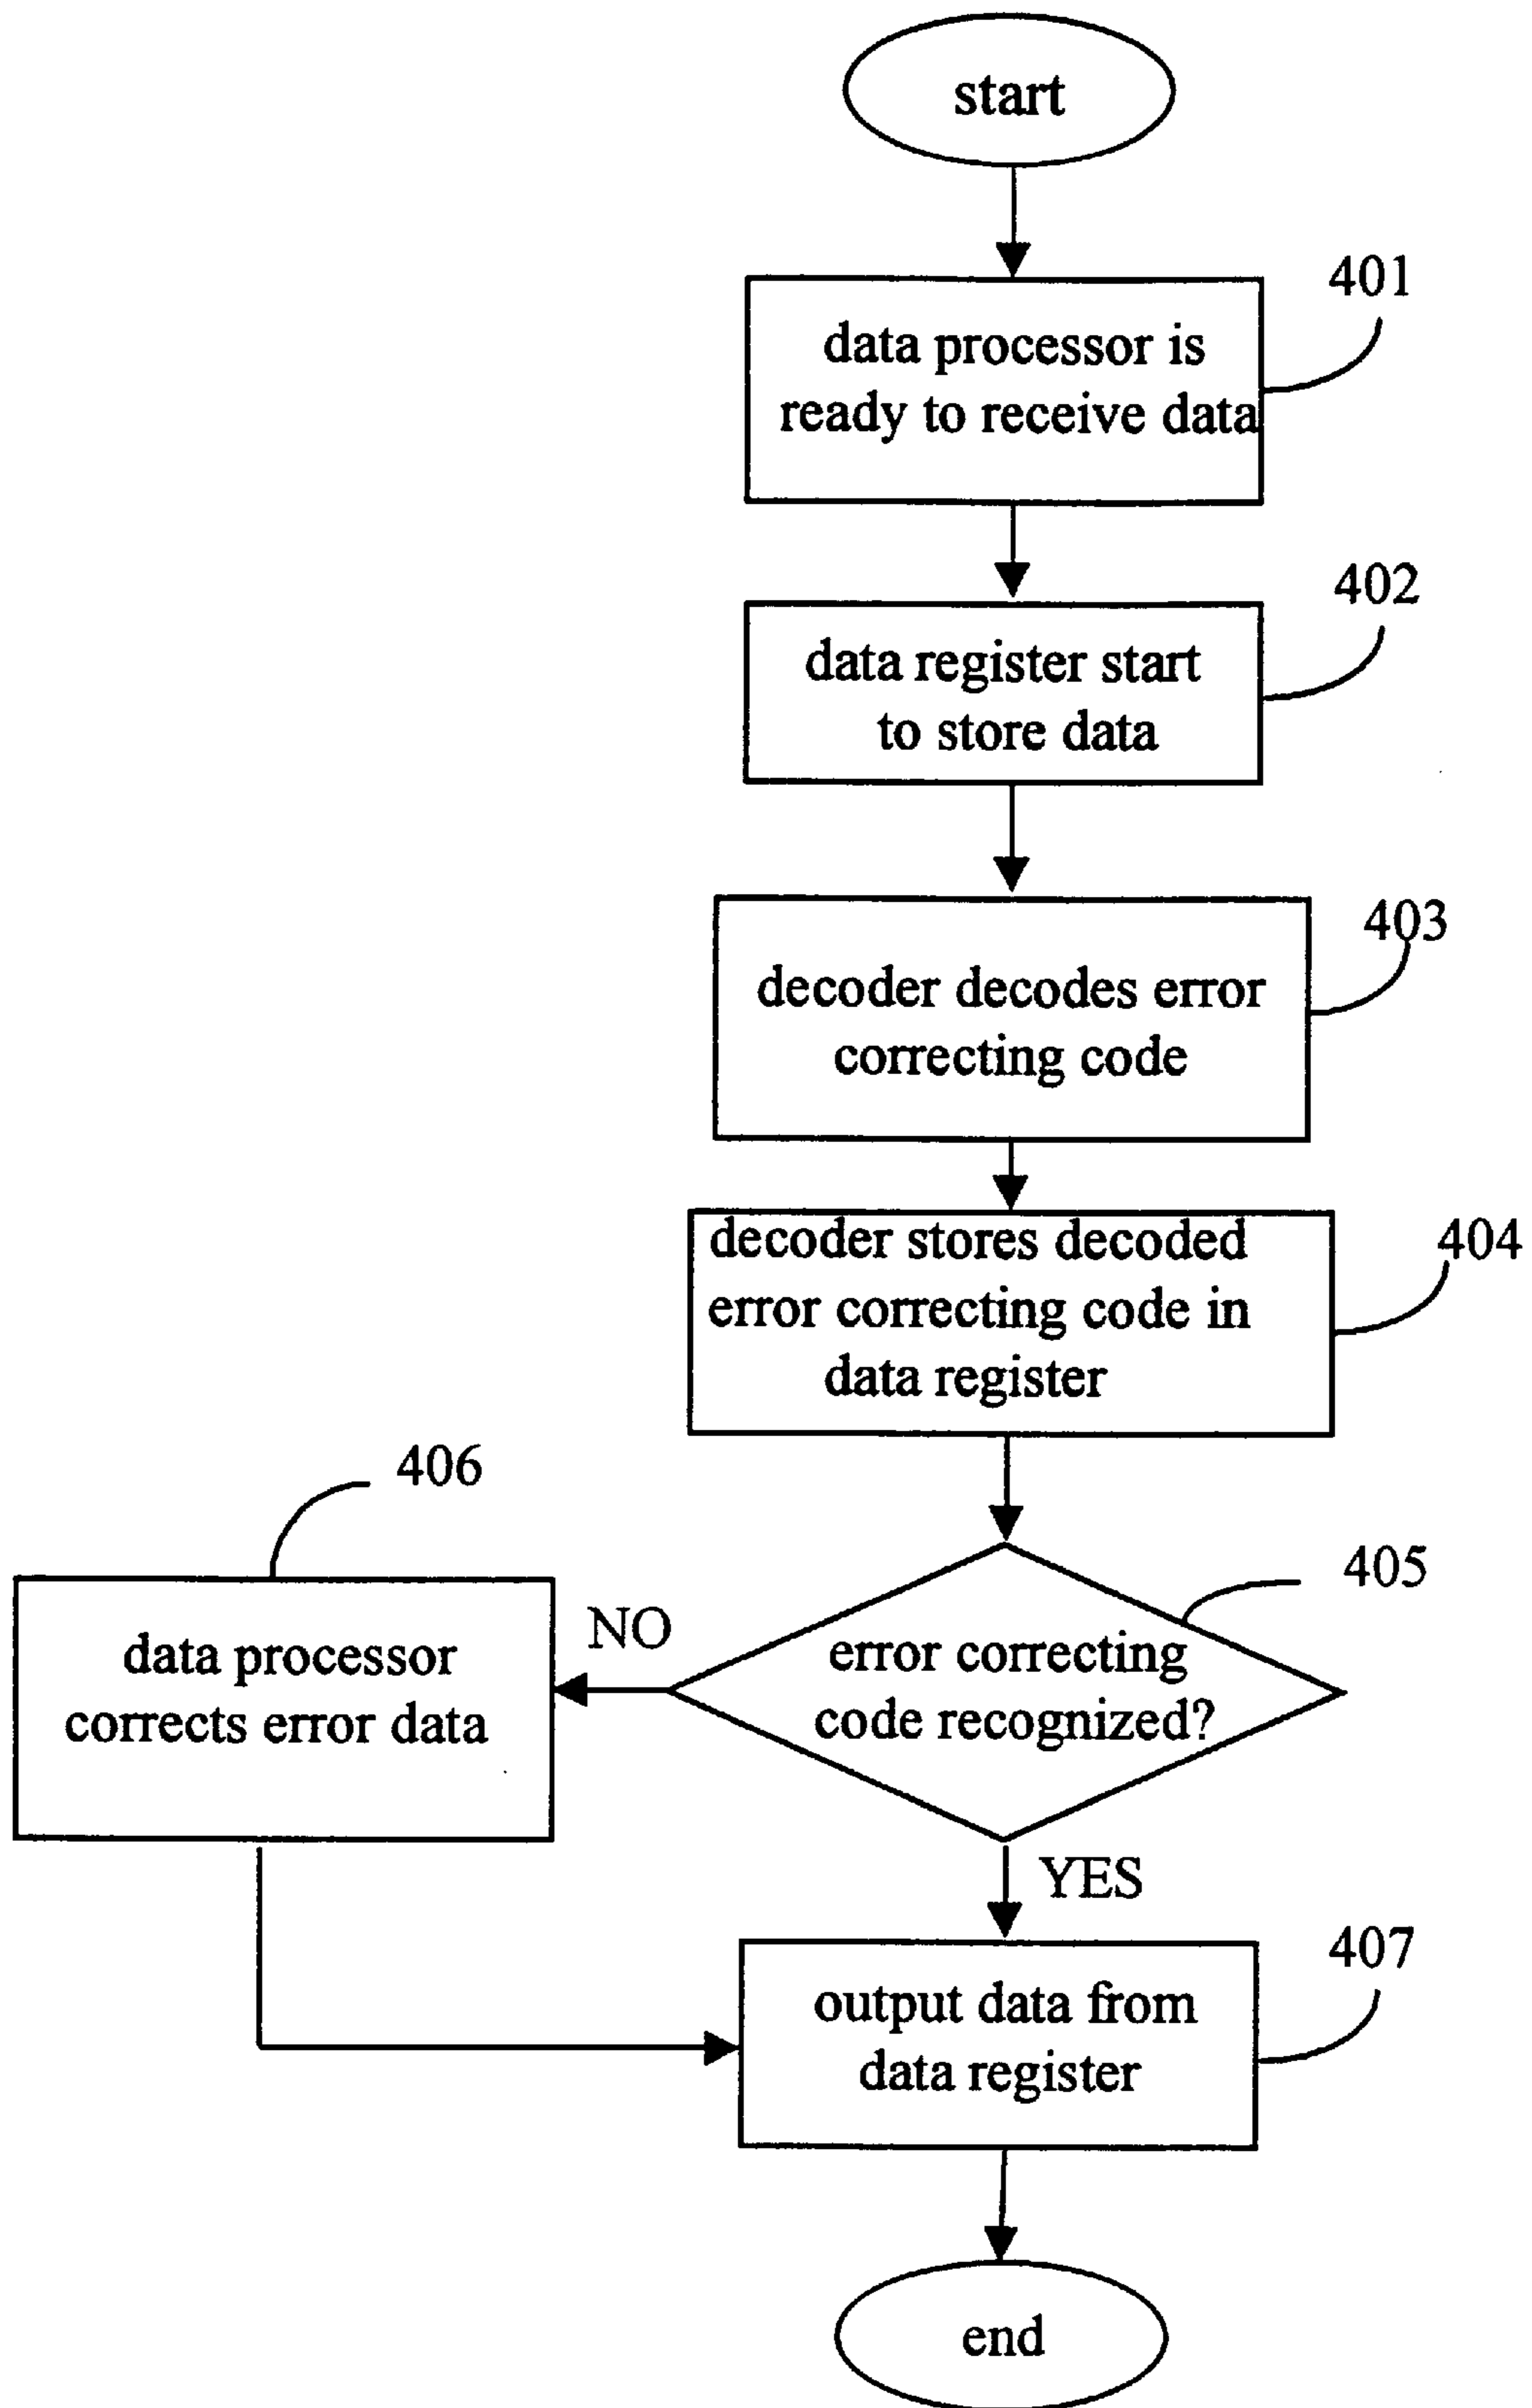 start
401
data processor is
ready to receive data
402
data register start
to store data
403
decoder decodes error
correcting code
404
decoder stores decoded
error correcting code in
data register
406
405
data processor
corrects error data
NO
error correcting
code recognized?
YES
407
output data from
data register
end